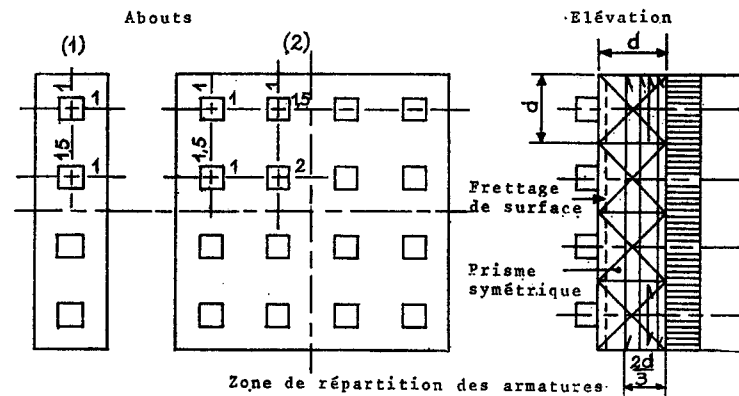 Abouts
Elévation
(1)
(2)
d
1
1
1
1
1
1,5
d
1,5
1
1,5
1
2
Frettage
de surface
Prisme
symétrique
2d
3
Zone de répartition des armatures